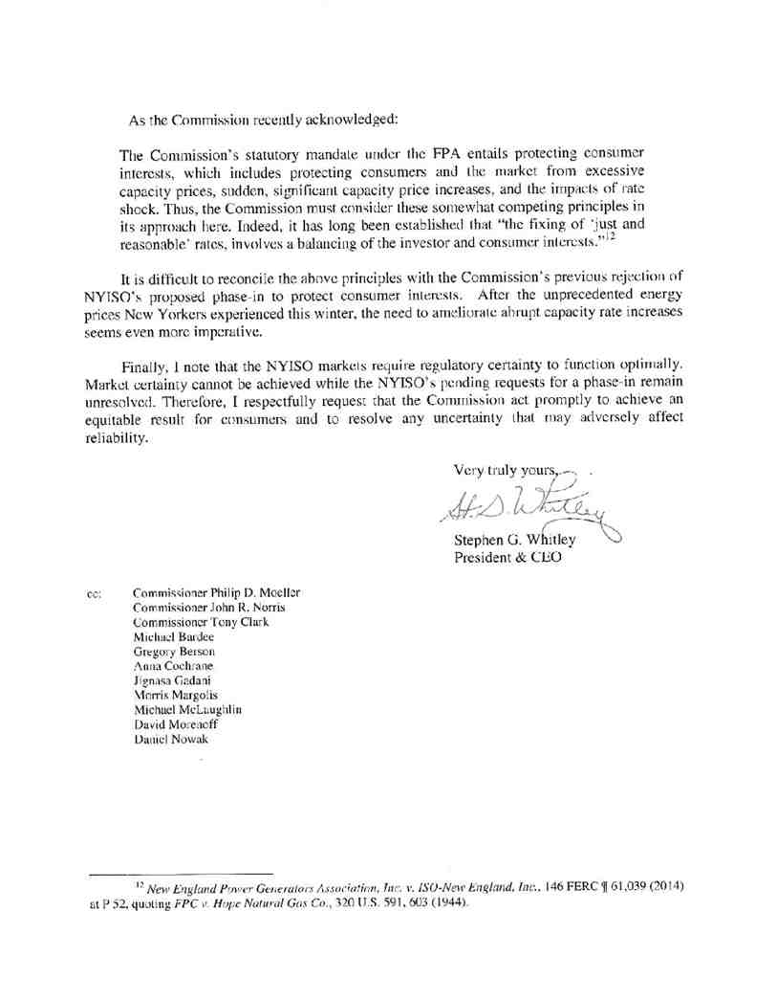 As the Commission recently acknowledged:
The Commission's statutory mandate under the FPA entails protecting consumer
interests, which includes protecting consumers and the market from excessive
capacity prices, sudden, significant capacity price increases, and the impacts of rate
shock. Thus, the Commission must consider these somewhat competing principles in
its approach here. Indeed, it has long been established that "the fixing of 'just and
reasonable' rates, involves a balancing of the investor and consumer interests."12
It is difficult to reconcile the above principles with the Commission's previous rejection of
NYISO's proposed phase-in to protect consumer interests. After the unprecedented energy
prices New Yorkers experienced this winter, the need to ameliorate abrupt capacity rate increases
seems even more imperative.
Finally, I note that the NYISO markets require regulatory certainty to function optimally.
Market certainty cannot be achieved while the NYISO's pending requests for a phase-in remain
unresolved. Therefore, I respectfully request that the Commission act promptly to achieve an
equitable result for consumers and to resolve any uncertainty that may adversely affect
reliability.
Very truly yours,
St. G. Whitley
Stephen G. Whitley
President & CEO
cc: Commissioner Philip D. Moeller
Commissioner John R. Norris
Commissioner Tony Clark
Michael Bardee
Gregory Berson
Anna Cochrane
Jignasa Gadani
Morris Margolis
Michael McLaughlin
David Morenoff
Daniel Nowak
12 New England Power Generators Association, Inc. v. ISO-New England, Inc., 146 FERC ¶ 61,039 (2014)
at P 52, quoting FPC v. Hope Natural Gas Co., 320 U.S. 591, 603 (1944).